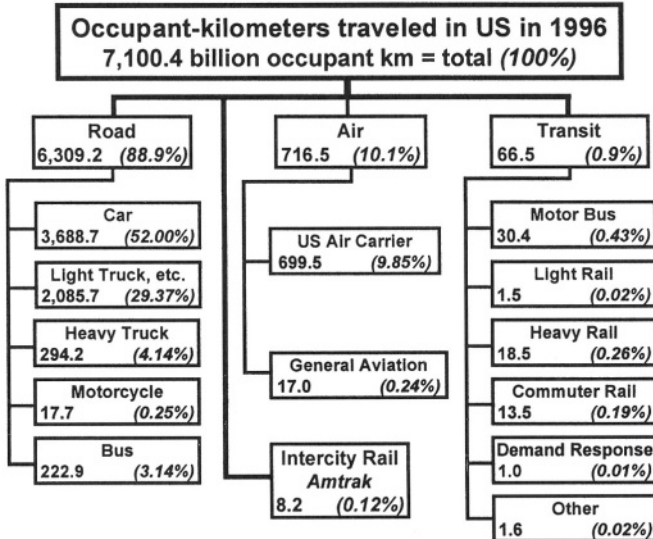 Occupant-kilometers traveled in US in 1996
7,100.4 billion occupant km = total (100%)
Road
6,309.2 (88.9%)
Car
3,688.7 (52.00%)
Light Truck, etc.
2,085.7 (29.37%)
Heavy Truck
294.2 (4.14%)
Motorcycle
17.7 (0.25%)
Bus
222.9 (3.14%)
Air
716.5 (10.1%)
US Air Carrier
699.5 (9.85%)
General Aviation
17.0 (0.24%)
Intercity Rail
Amtrak
8.2 (0.12%)
Transit
66.5 (0.9%)
Motor Bus
30.4 (0.43%)
Light Rail
1.5 (0.02%)
Heavy Rail
18.5 (0.26%)
Commuter Rail
13.5 (0.19%)
Demand Response
1.0 (0.01%)
Other
1.6 (0.02%)